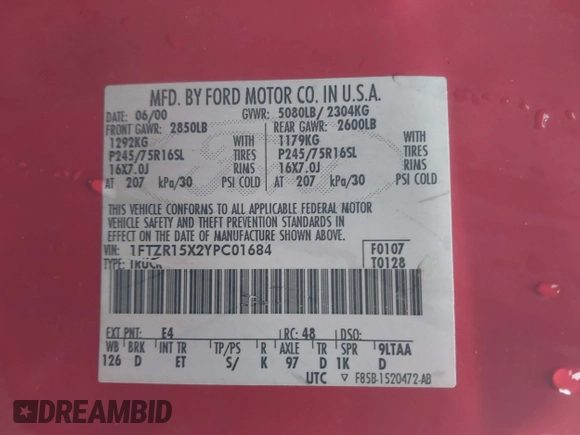 MFD. BY FORD MOTOR CO. IN U.S.A.
DATE: 06/00 GVWR: 5080LB/ 2304KG
FRONT GAWR: 2850LB REAR GAWR: 2600LB
1292KG WITH 1179KG WITH
P245/75R16SL TIRES P245/75R16SL TIRES
16X7.0J RIMS 16X7.0J RIMS
AT 207 kPa/30 PSI COLD AT 207 kPa/30 PSI COLD
THIS VEHICLE CONFORMS TO ALL APPLICABLE FEDERAL MOTOR
VEHICLE SAFETY AND THEFT PREVENTION STANDARDS IN
EFFECT ON THE DATE OF MANUFACTURE SHOWN ABOVE.
VIN: 1FTZR15X2YPC01684 F0107
TYPE: TRUCK T0128
EXT PNT: E4 RC: 48 DSO:
WB BRK INT TR TP/PS R AXLE TR SPR 9LTAA
126 D ET S/ K 97 D 1K D
UTC ▽ F85B-1520472-AB
DREAMBID